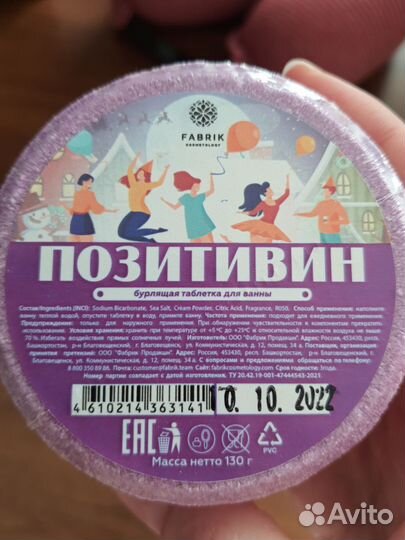 FABRIK
COSMETOLOGY
ПОЗИТИВИН
бурлящая таблетка для ванны
Состав/Ingredients (INCI): Sodium Bicarbonate, Sea Salt, Cream Powder, Citric Acid, Fragrance, R050. Способ применения: наполните
ванну теплой водой, опустите таблетку в воду, примите ванну. Частота применения: подходит для ежедневного применения.
Предупреждение: только для наружного применения. При обнаружении чувствительности к компонентам прекратите
использование. Условия хранения: хранить при температуре от +5°С до +25°С и относительной влажности воздуха не выше
70 %. Избегать воздействия прямых солнечных лучей. Изготовитель: ООО "Фабрик Продакшн". Адрес: Россия, 453430, респ.
Башкортостан, р-н Благовещенский, г. Благовещенск, ул. Коммунистическая, д. 12, помещ. 34 а. Поставщик, организация,
принятия претензий: ООО "Фабрик Продакшн" Адрес: Россия, 453430, респ. Башкортостан, р-н Благовещенский, г.
Благовещенск, ул. Коммунистическая, д. 12, помещ. 34 а. С вопросами и предложениями обращаться по телефону:
8 800 350 89 86. Почта: customer@fabrik.team Сайт: fabrikcosmetology.com Срок годности: 3года.
Номер партии совпадает с датой изготовления. ТУ 20.42.19-001-47444543-2021.
4 610214 363141
0. 10. 2022
EAC
3
PVC
Масса нетто 130 г
Avito